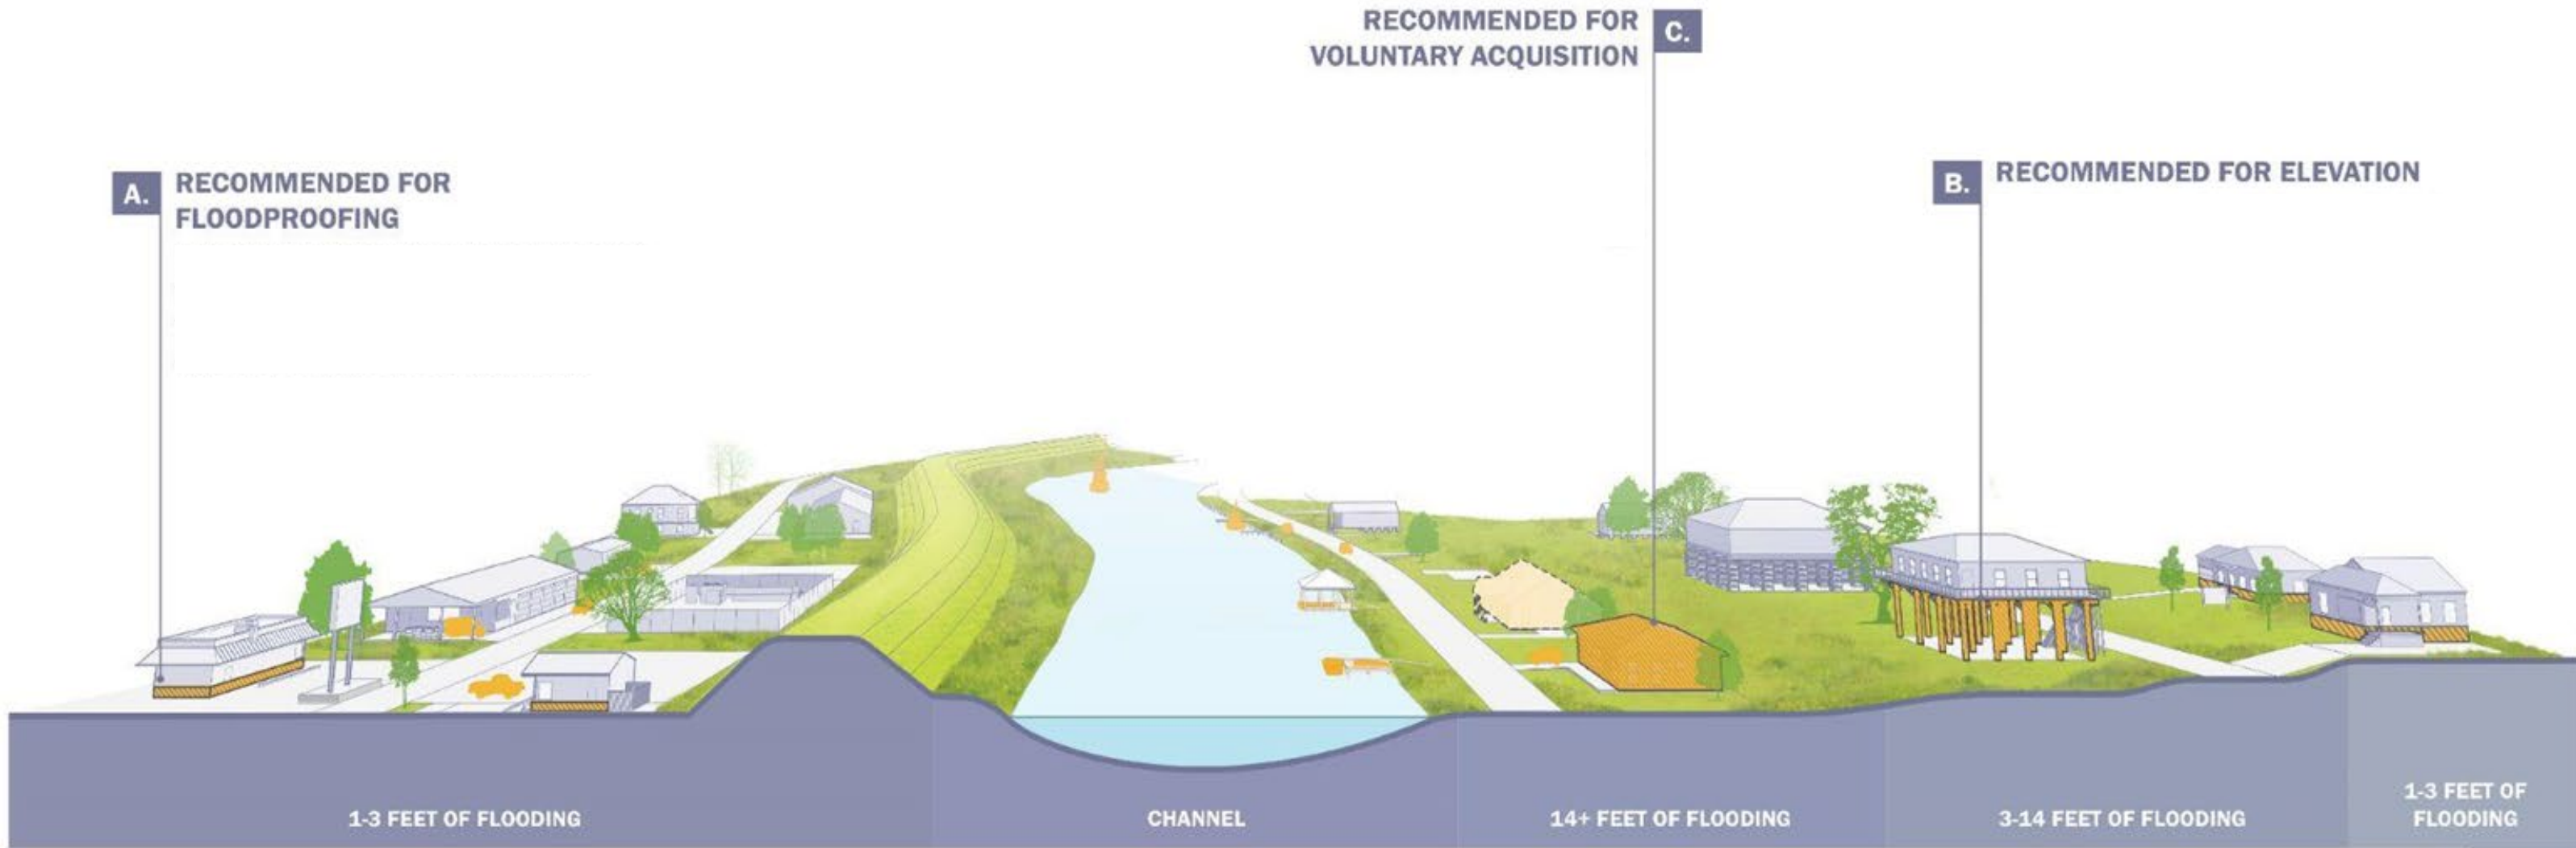 RECOMMENDED FOR
VOLUNTARY ACQUISITION
C.
A.
RECOMMENDED FOR
FLOODPROOFING
B.
RECOMMENDED FOR ELEVATION
1-3 FEET OF FLOODING
CHANNEL
14+ FEET OF FLOODING
3-14 FEET OF FLOODING
1-3 FEET OF
FLOODING